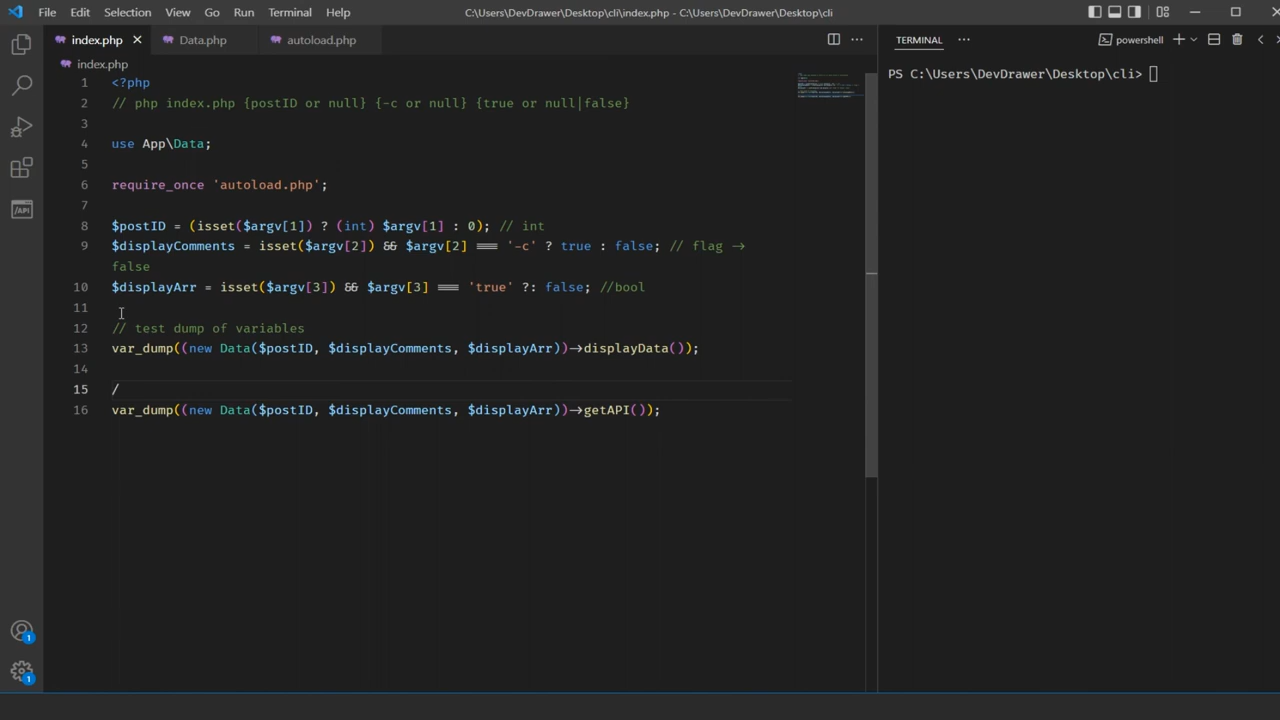 File Edit Selection View Go Run Terminal Help C:\Users\DevDrawer\Desktop\cli\index.php - C:\Users\DevDrawer\Desktop\cli
index.php Data.php autoload.php
TERMINAL powershell
index.php
PS C:\Users\DevDrawer\Desktop\cli>
1 <?php
2 // php index.php {postID or null} {-c or null} {true or null|false}
3
4 use App\Data;
5
6 require_once 'autoload.php';
7
8 $postID = (isset($argv[1]) ? (int) $argv[1] : 0); // int
9 $displayComments = isset($argv[2]) && $argv[2] === '-c' ? true : false; // flag ->
false
10 $displayArr = isset($argv[3]) && $argv[3] === 'true' ?: false; //bool
11
12 // test dump of variables
13 var_dump((new Data($postID, $displayComments, $displayArr))->displayData());
14
15 /
16 var_dump((new Data($postID, $displayComments, $displayArr))->getAPI());
/API
1
1